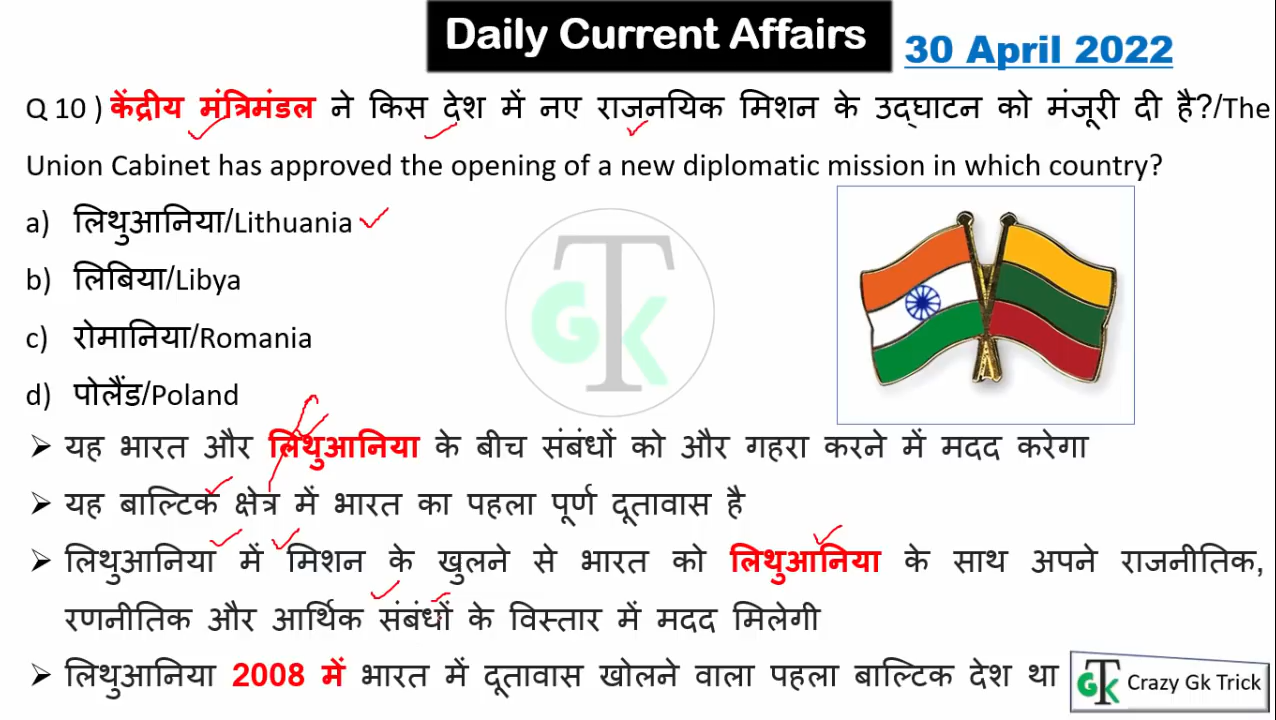 Daily Current Affairs
30 April 2022
Q 10 ) केंद्रीय मंत्रिमंडल ने किस देश में नए राजनयिक मिशन के उद्घाटन को मंजूरी दी है?/The
Union Cabinet has approved the opening of a new diplomatic mission in which country?
a) लिथुआनिया/Lithuania
b) लिबिया/Libya
c) रोमानिया/Romania
d) पोलैंड/Poland
➢ यह भारत और लिथुआनिया के बीच संबंधों को और गहरा करने में मदद करेगा
➢ यह बाल्टिक क्षेत्र में भारत का पहला पूर्ण दूतावास है
➢ लिथुआनिया में मिशन के खुलने से भारत को लिथुआनिया के साथ अपने राजनीतिक,
रणनीतिक और आर्थिक संबंधों के विस्तार में मदद मिलेगी
➢ लिथुआनिया 2008 में भारत में दूतावास खोलने वाला पहला बाल्टिक देश था
GTK
GTK Crazy Gk Trick